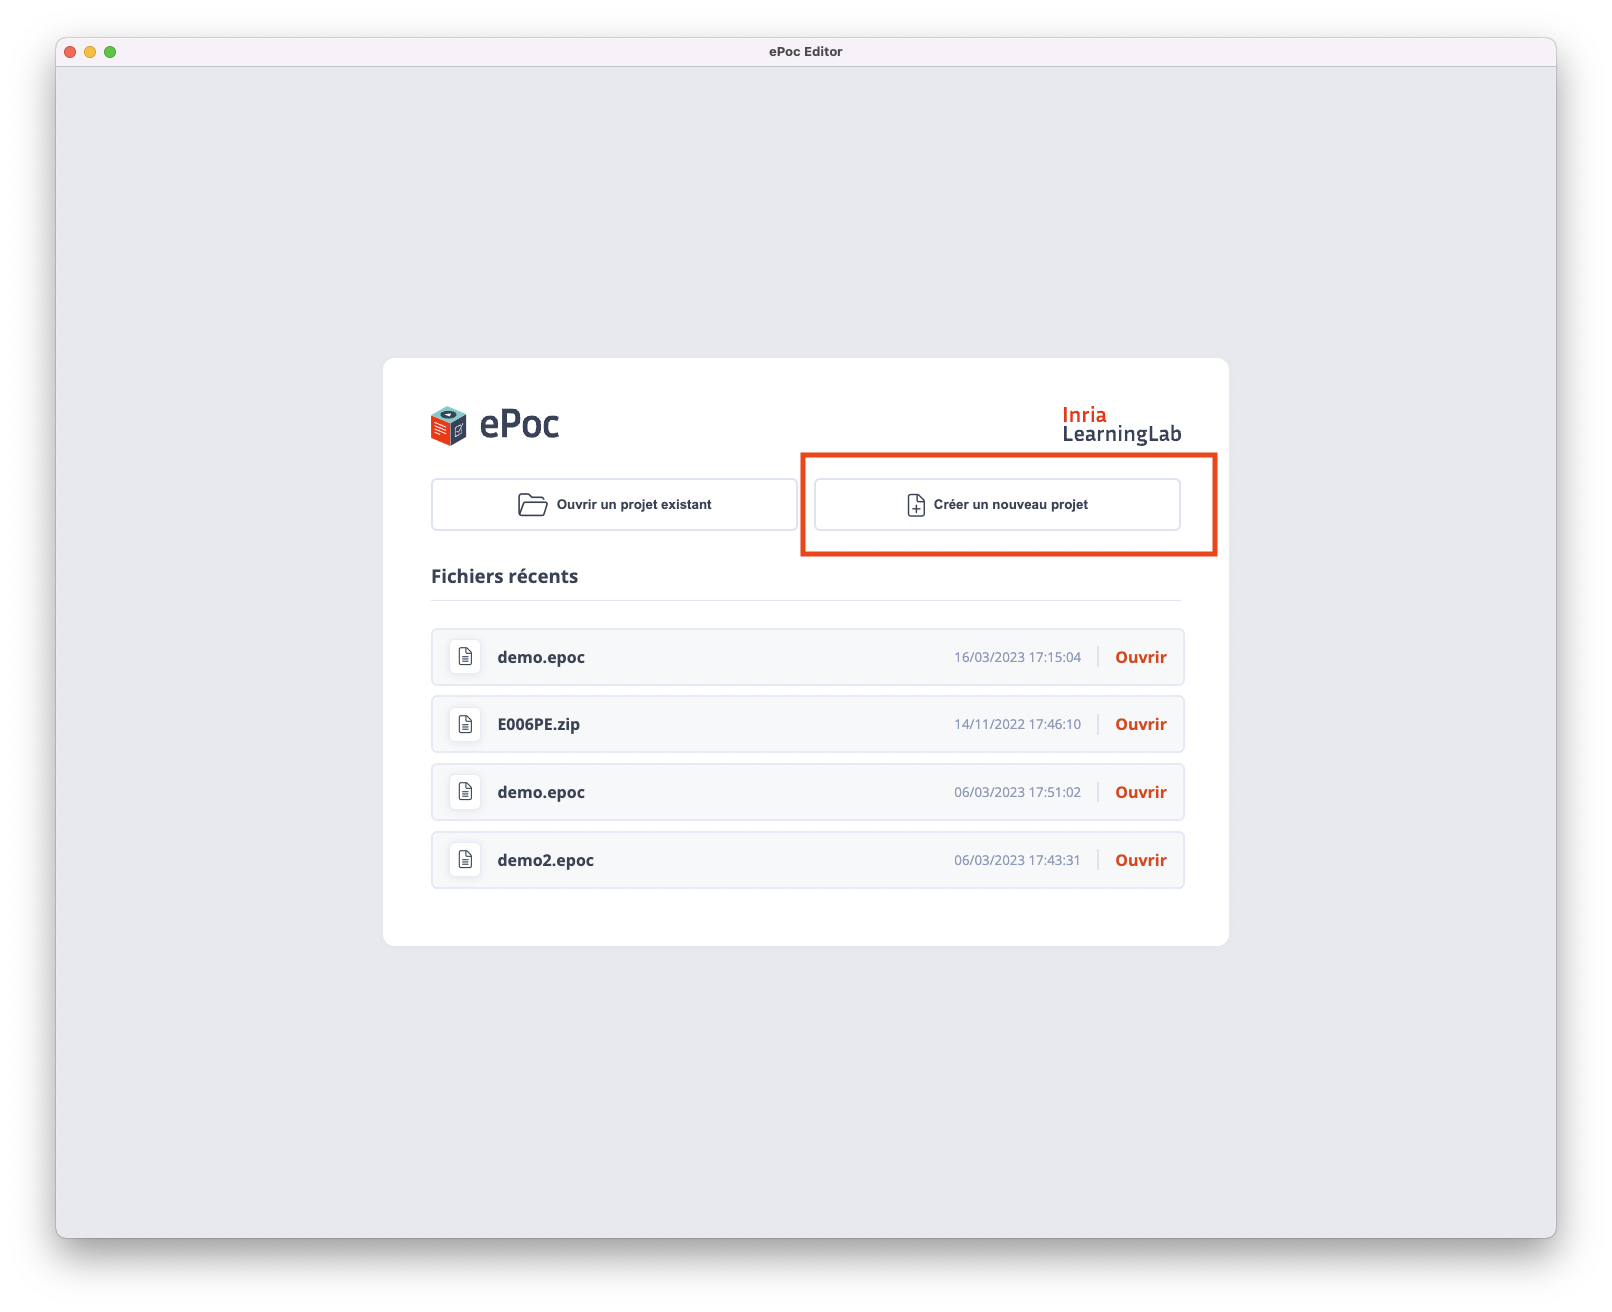 ePoc Editor
ePoc
Inria
LearningLab
Ouvrir un projet existant
Créer un nouveau projet
Fichiers récents
demo.epoc 16/03/2023 17:15:04 Ouvrir
E006PE.zip 14/11/2022 17:46:10 Ouvrir
demo.epoc 06/03/2023 17:51:02 Ouvrir
demo2.epoc 06/03/2023 17:43:31 Ouvrir